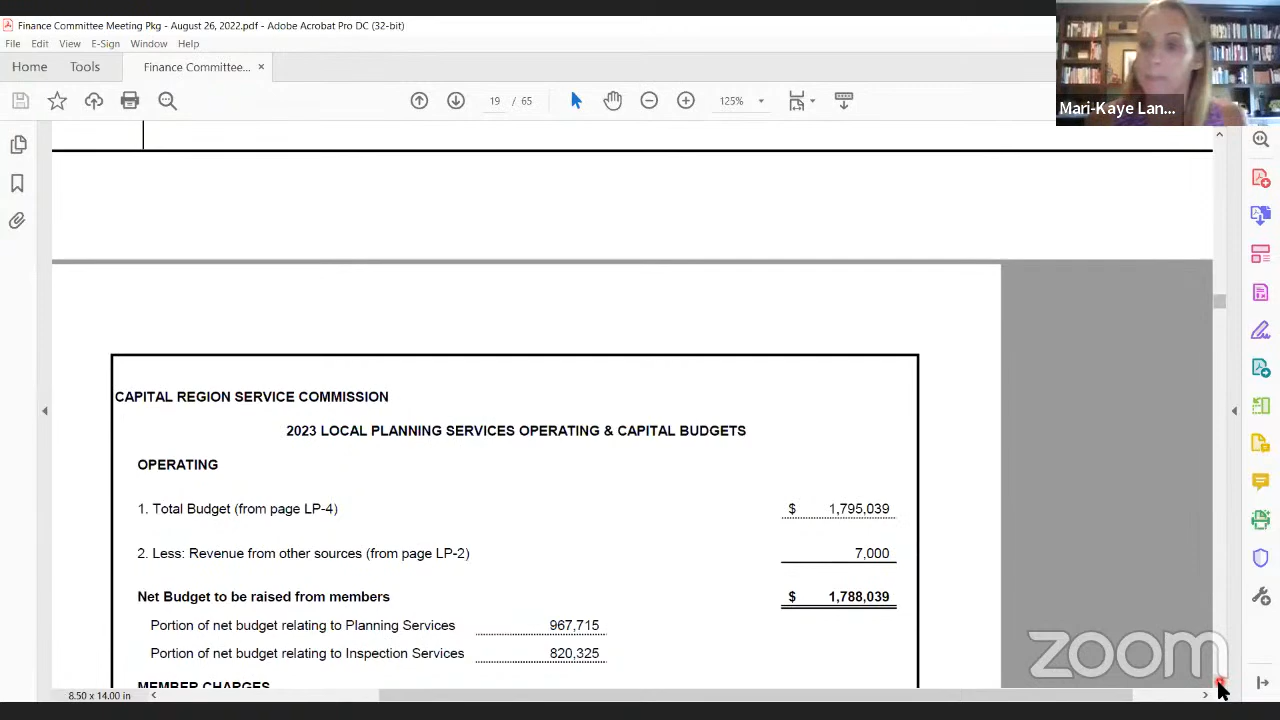 Finance Committee Meeting Pkg - August 26, 2022.pdf - Adobe Acrobat Pro DC (32-bit)
File Edit View E-Sign Window Help
Home Tools Finance Committee... ×
19 / 65 125%
Mari-Kaye Lan...
CAPITAL REGION SERVICE COMMISSION
2023 LOCAL PLANNING SERVICES OPERATING & CAPITAL BUDGETS
OPERATING
1. Total Budget (from page LP-4) $ 1,795,039
2. Less: Revenue from other sources (from page LP-2) 7,000
Net Budget to be raised from members $ 1,788,039
Portion of net budget relating to Planning Services 967,715
Portion of net budget relating to Inspection Services 820,325
MEMBER CHARGES
8.50 x 14.00 in
zoom